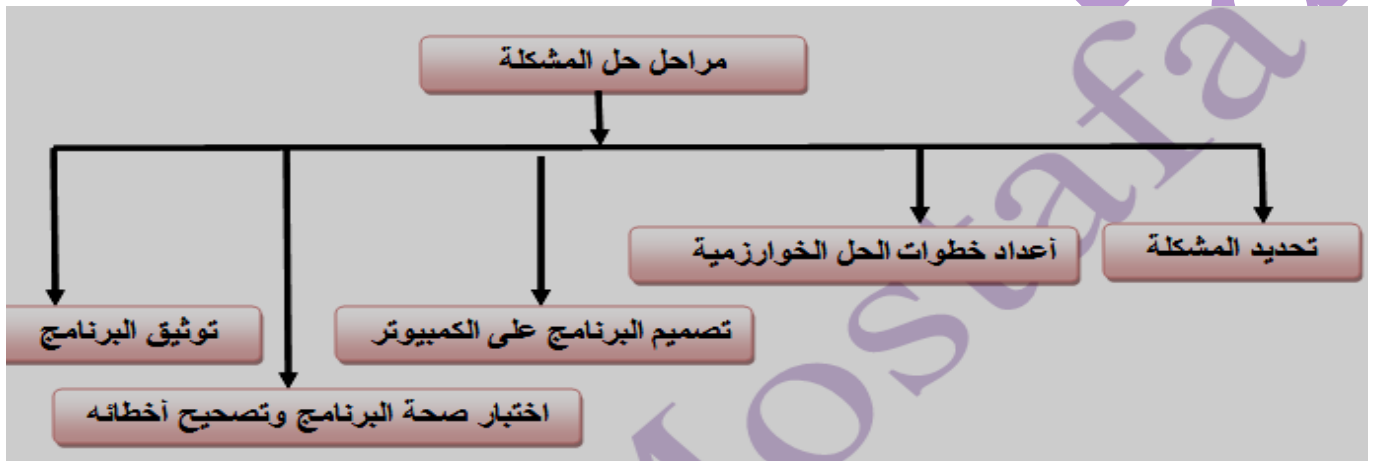 مراحل حل المشكلة
تحديد المشكلة
أعداد خطوات الحل الخوارزمية
تصميم البرنامج على الكمبيوتر
اختبار صحة البرنامج وتصحيح أخطائه
توثيق البرنامج
Mostafa